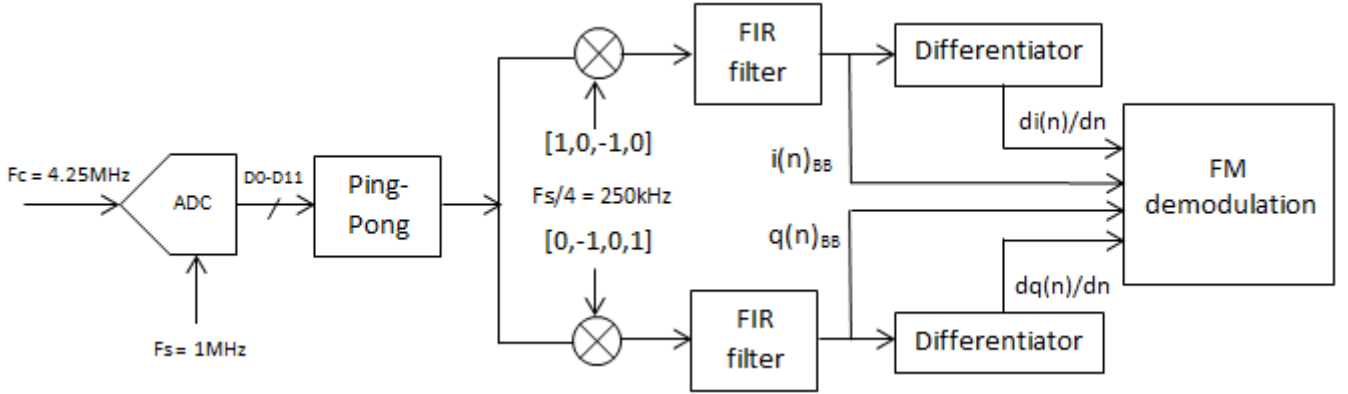 Fc = 4.25MHz
ADC
Fs = 1MHz
D0-D11
Ping-
Pong
[1,0,-1,0]
Fs/4 = 250kHz
[0,-1,0,1]
FIR
filter
FIR
filter
i(n)BB
q(n)BB
Differentiator
di(n)/dn
dq(n)/dn
Differentiator
FM
demodulation